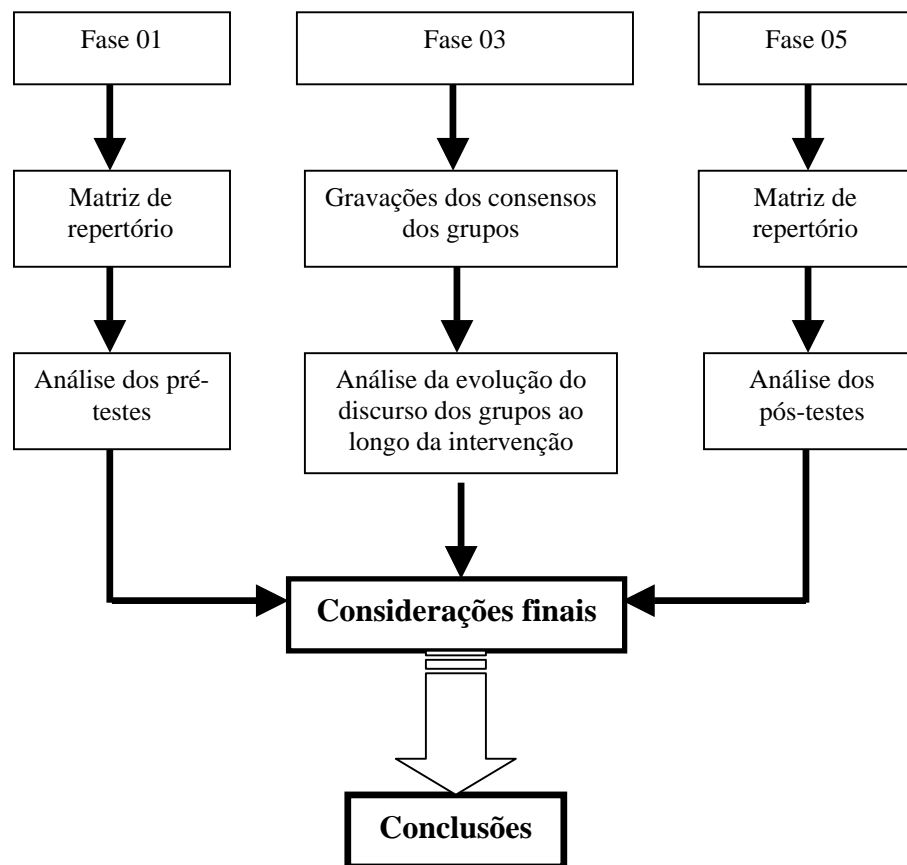 Fase 01
Fase 03
Fase 05
Matriz de
repertório
Gravações dos consensos
dos grupos
Matriz de
repertório
Análise dos pré-
testes
Análise da evolução do
discurso dos grupos ao
longo da intervenção
Análise dos
pós-testes
Considerações finais
Conclusões